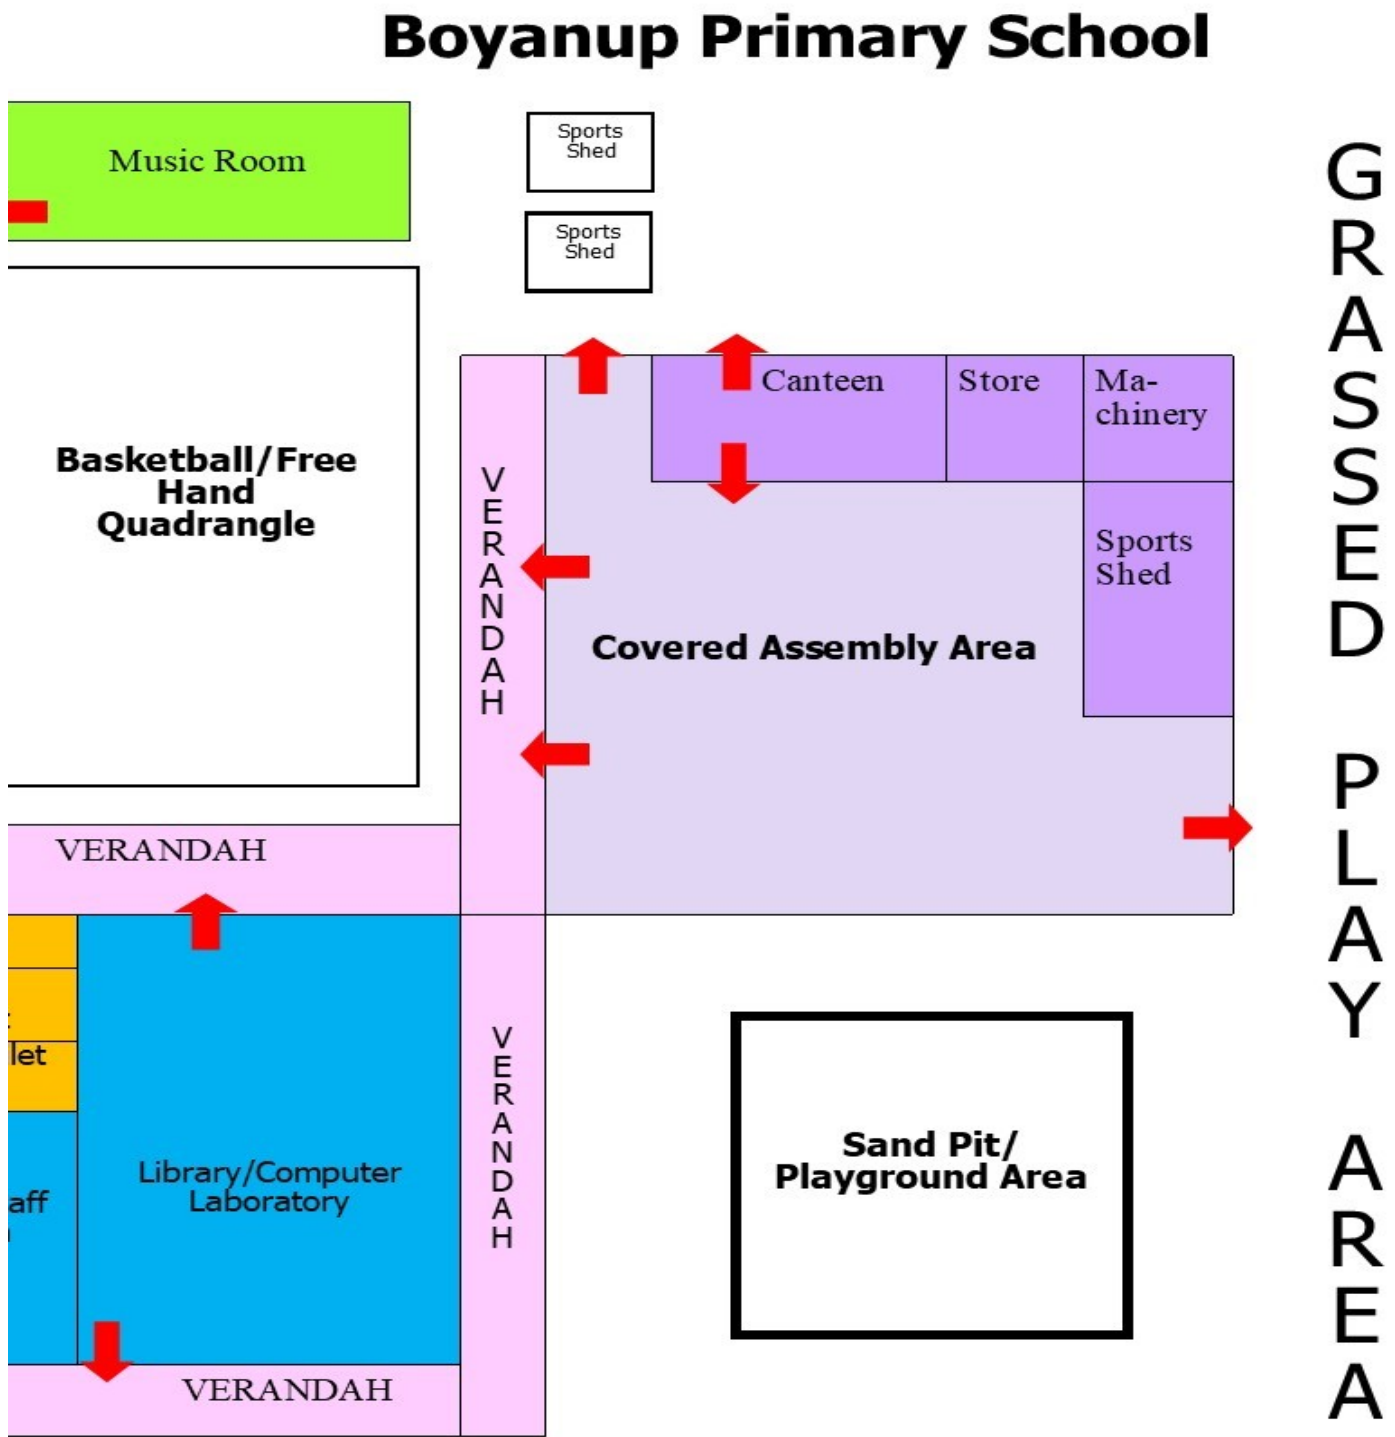 Boyanup Primary School
Music Room
Sports
Shed
Sports
Shed
Canteen
Store
Ma-
chinery
Basketball/Free
Hand
Quadrangle
VERANDAH
Sports
Shed
Covered Assembly Area
VERANDAH
let
aff
Library/Computer
Laboratory
VERANDAH
Sand Pit/
Playground Area
VERANDAH
GRASSED PLAY AREA